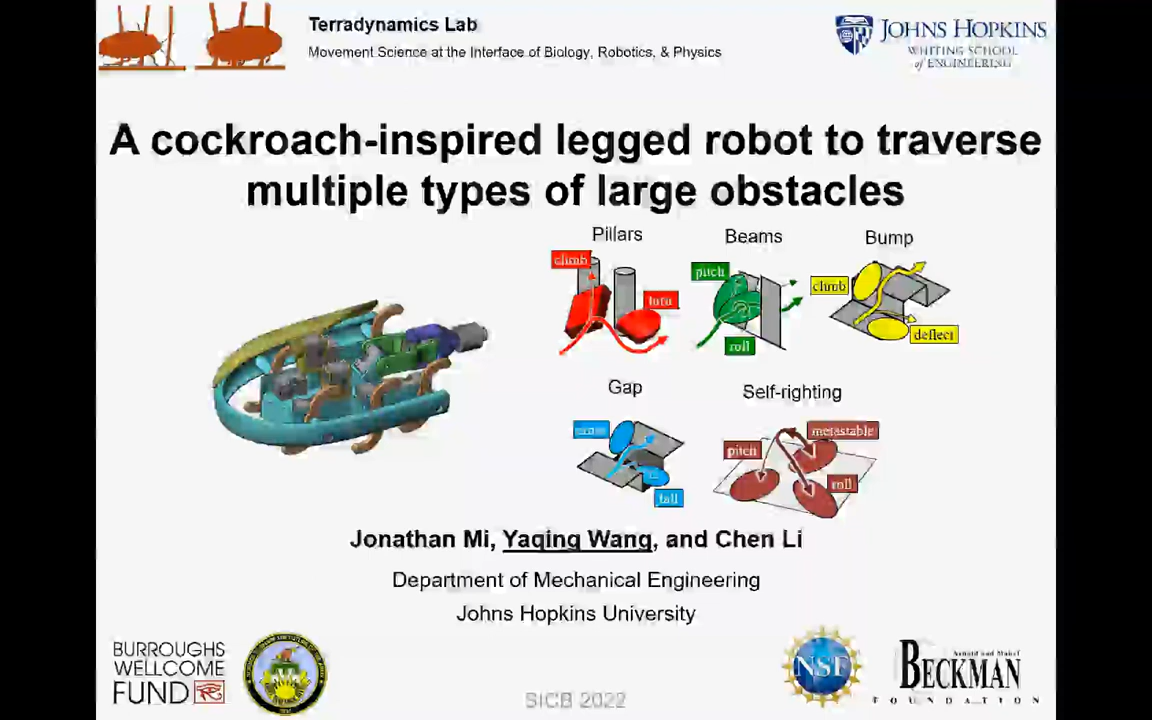 Terradynamics Lab
Movement Science at the Interface of Biology, Robotics, & Physics
JOHNS HOPKINS
WHITING SCHOOL
of ENGINEERING
A cockroach-inspired legged robot to traverse
multiple types of large obstacles
Pillars
Beams
Bump
climb
turn
pitch
roll
climb
deflect
Gap
Self-righting
fall
pitch
metastable
roll
Jonathan Mi, Yaqing Wang, and Chen Li
Department of Mechanical Engineering
Johns Hopkins University
BURROUGHS
WELLCOME
FUND
NSF
Arnold and Mabel
BECKMAN
FOUNDATION
SICB 2022